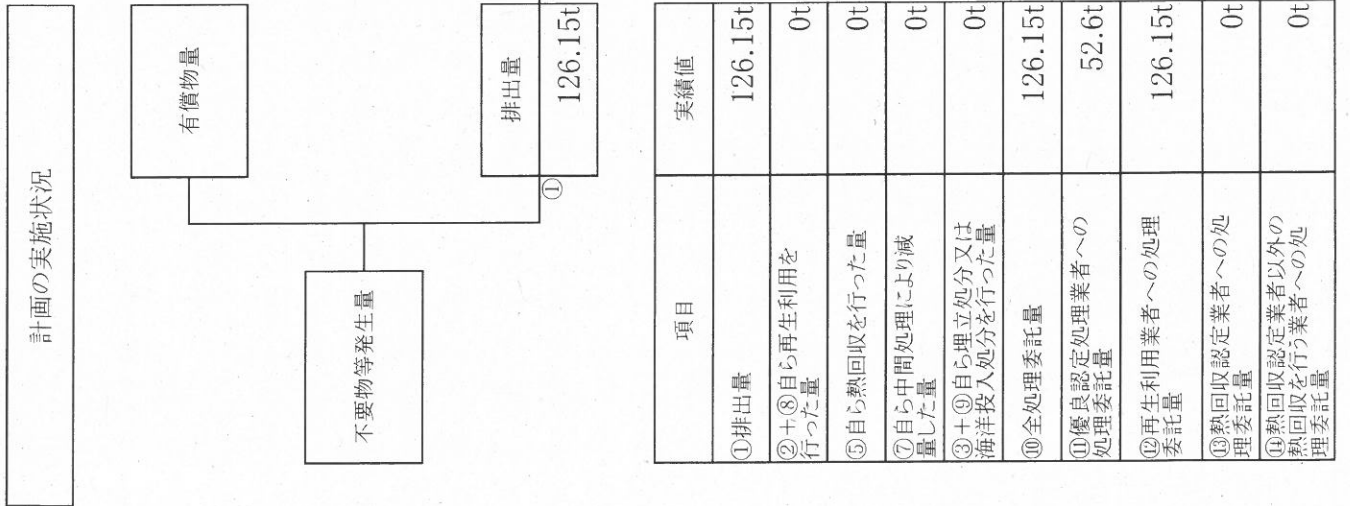 計画の実施状況
有償物量
不要物等発生量
排出量
①
126.15t
項目
実績値
①排出量
126.15t
②+⑧自ら再生利用を
行った量
0t
⑤自ら熱回収を行った量
0t
⑦自ら中間処理により減
量した量
0t
③+⑨自ら埋立処分又は
海洋投入処分を行った量
0t
⑩全処理委託量
126.15t
⑪優良認定処理業者への
処理委託量
52.6t
⑫再生利用業者への処理
委託量
126.15t
⑬熱回収認定業者への処
理委託量
0t
⑭熱回収認定業者以外の
熱回収を行う業者への処
理委託量
0t